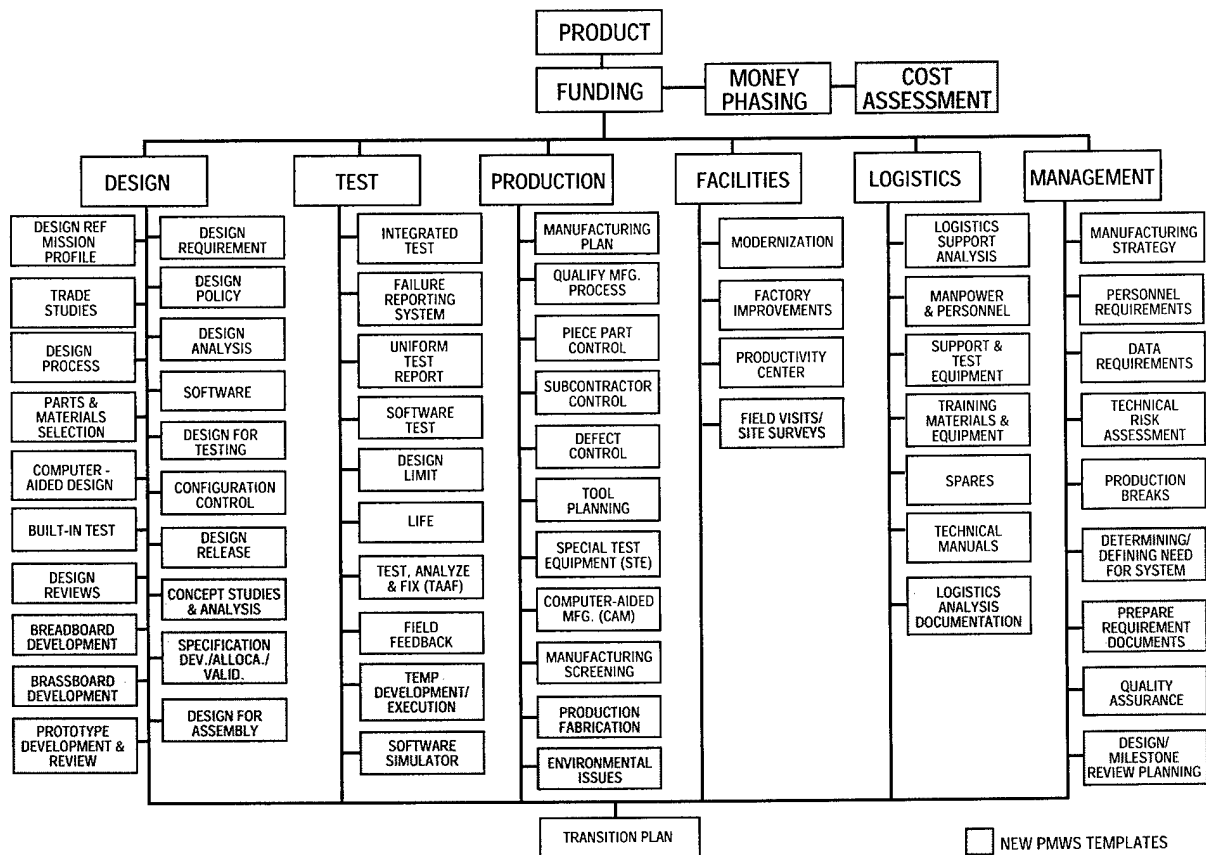 PRODUCT
FUNDING
MONEY
PHASING
COST
ASSESSMENT
DESIGN
TEST
PRODUCTION
FACILITIES
LOGISTICS
MANAGEMENT
DESIGN REF
MISSION
PROFILE
TRADE
STUDIES
DESIGN
PROCESS
PARTS &
MATERIALS
SELECTION
COMPUTER -
AIDED DESIGN
BUILT-IN TEST
DESIGN
REVIEWS
BREADBOARD
DEVELOPMENT
BRASSBOARD
DEVELOPMENT
PROTOTYPE
DEVELOPMENT &
REVIEW
DESIGN
REQUIREMENT
DESIGN
POLICY
DESIGN
ANALYSIS
SOFTWARE
DESIGN FOR
TESTING
CONFIGURATION
CONTROL
DESIGN
RELEASE
CONCEPT STUDIES
& ANALYSIS
SPECIFICATION
DEV./ALLOCA./
VALID.
DESIGN FOR
ASSEMBLY
INTEGRATED
TEST
FAILURE
REPORTING
SYSTEM
UNIFORM
TEST
REPORT
SOFTWARE
TEST
DESIGN
LIMIT
LIFE
TEST, ANALYZE
& FIX (TAAF)
FIELD
FEEDBACK
TEMP
DEVELOPMENT/
EXECUTION
SOFTWARE
SIMULATOR
MANUFACTURING
PLAN
QUALIFY MFG.
PROCESS
PIECE PART
CONTROL
SUBCONTRACTOR
CONTROL
DEFECT
CONTROL
TOOL
PLANNING
SPECIAL TEST
EQUIPMENT (STE)
COMPUTER-AIDED
MFG. (CAM)
MANUFACTURING
SCREENING
PRODUCTION
FABRICATION
ENVIRONMENTAL
ISSUES
MODERNIZATION
FACTORY
IMPROVEMENTS
PRODUCTIVITY
CENTER
FIELD VISITS/
SITE SURVEYS
LOGISTICS
SUPPORT
ANALYSIS
MANPOWER
& PERSONNEL
SUPPORT &
TEST
EQUIPMENT
TRAINING
MATERIALS &
EQUIPMENT
SPARES
TECHNICAL
MANUALS
LOGISTICS
ANALYSIS
DOCUMENTATION
MANUFACTURING
STRATEGY
PERSONNEL
REQUIREMENTS
DATA
REQUIREMENTS
TECHNICAL
RISK
ASSESSMENT
PRODUCTION
BREAKS
DETERMINING/
DEFINING NEED
FOR SYSTEM
PREPARE
REQUIREMENT
DOCUMENTS
QUALITY
ASSURANCE
DESIGN/
MILESTONE
REVIEW PLANNING
TRANSITION PLAN
NEW PMWS TEMPLATES